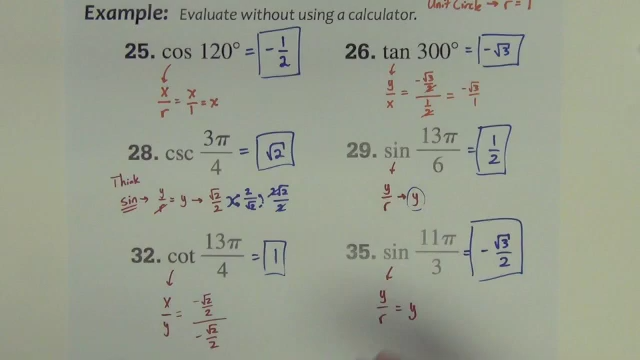 Unit Circle → r = 1
Example: Evaluate without using a calculator.
25. cos 120° = -1/2
x/r = x/1 = x
26. tan 300° = -√3
y/x = (-√3/2)/(1/2) = -√3/1
28. csc 3π/4 = √2
Think
sin → y/r = y → √2/2
2/√2
2√2/2
29. sin 13π/6 = 1/2
y/r → y
32. cot 13π/4 = 1
x/y = (-√2/2)/(-√2/2)
35. sin 11π/3 = -√3/2
y/r = y